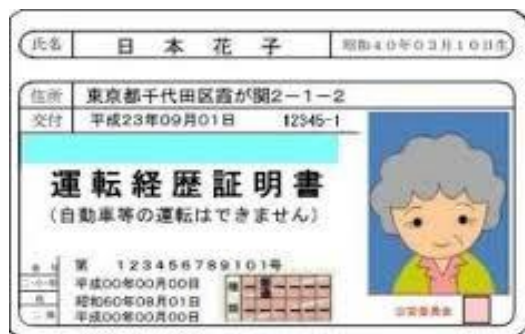 氏名 日本花子 昭和40年03月10日生
住所 東京都千代田区霞が関2-1-2
交付 平成23年09月01日 12345-1
運転経歴証明書
(自動車等の運転はできません)
第 123456789101号
平成00年00月00日
昭和60年08月01日
平成00年00月00日
公安委員会